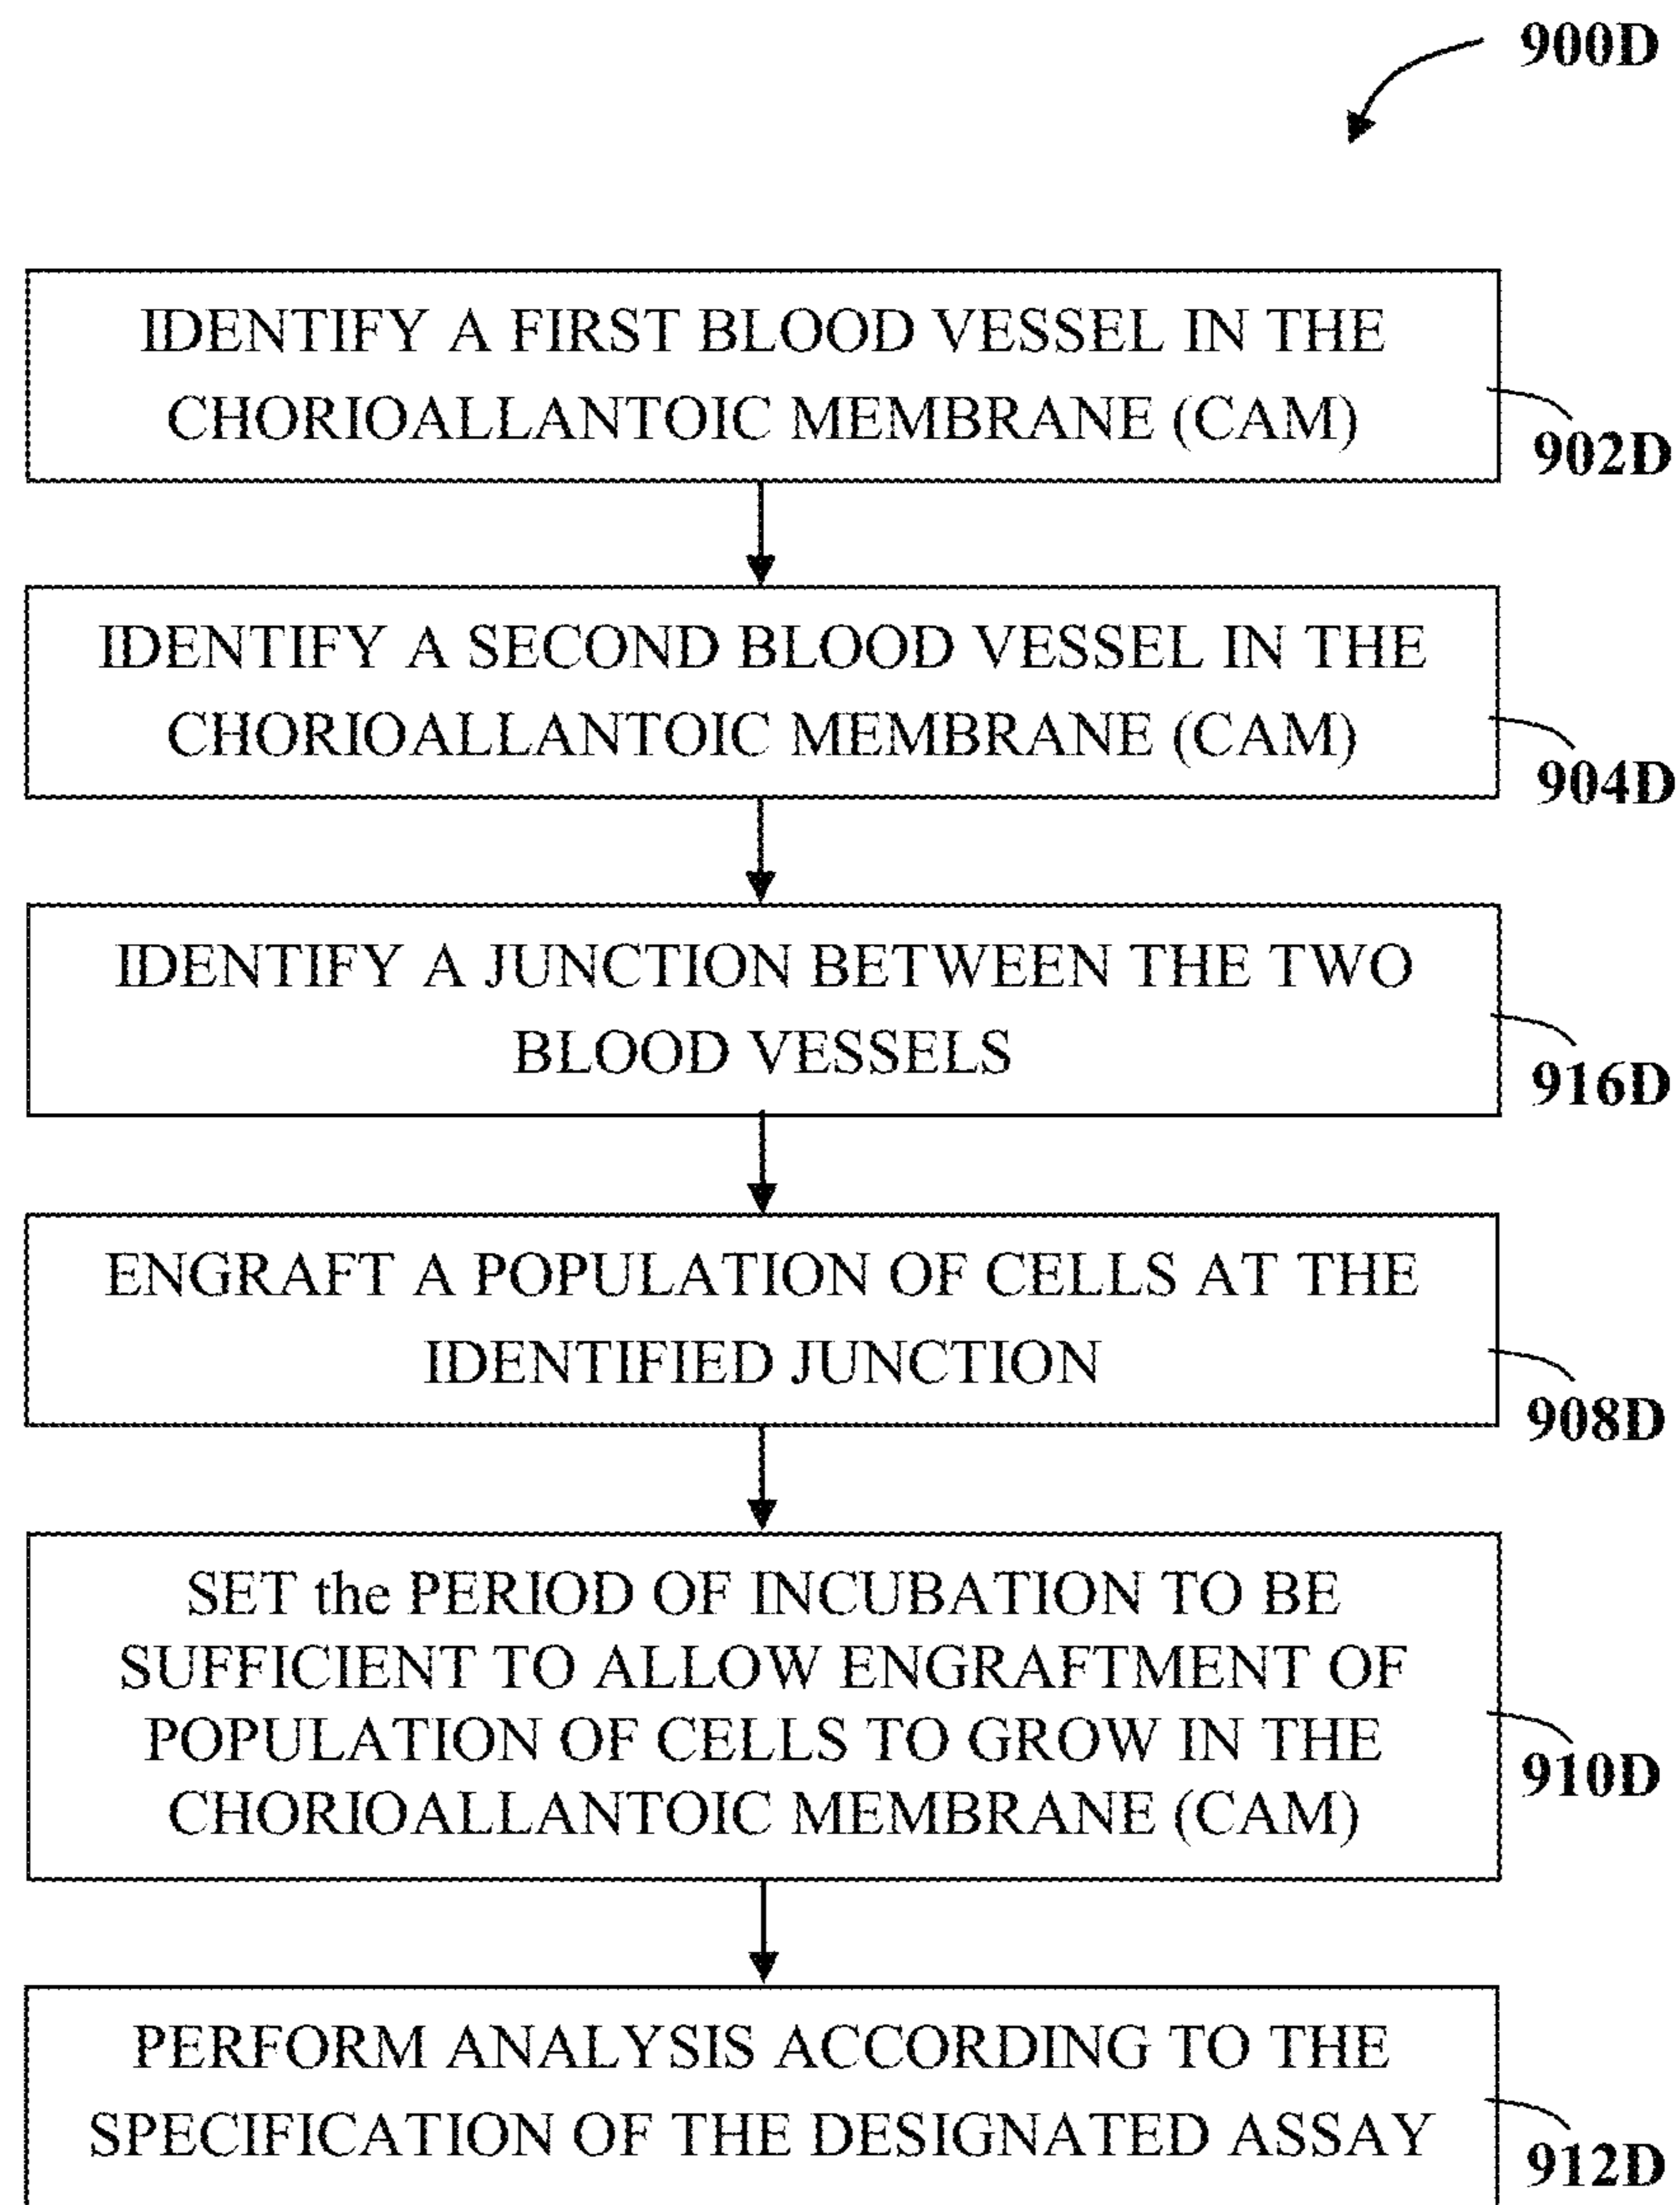 900D
IDENTIFY A FIRST BLOOD VESSEL IN THE
CHORIOALLANTOIC MEMBRANE (CAM)
902D
IDENTIFY A SECOND BLOOD VESSEL IN THE
CHORIOALLANTOIC MEMBRANE (CAM)
904D
IDENTIFY A JUNCTION BETWEEN THE TWO
BLOOD VESSELS
916D
ENGRAFT A POPULATION OF CELLS AT THE
IDENTIFIED JUNCTION
908D
SET the PERIOD OF INCUBATION TO BE
SUFFICIENT TO ALLOW ENGRAFTMENT OF
POPULATION OF CELLS TO GROW IN THE
CHORIOALLANTOIC MEMBRANE (CAM)
910D
PERFORM ANALYSIS ACCORDING TO THE
SPECIFICATION OF THE DESIGNATED ASSAY
912D